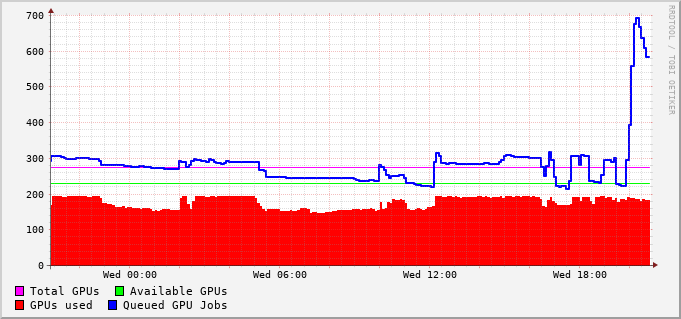 700
600
500
400
300
200
100
0
Wed 00:00 Wed 06:00 Wed 12:00 Wed 18:00
Total GPUs Available GPUs
GPUs used Queued GPU Jobs
RRDTOOL / TOBI OETIKER